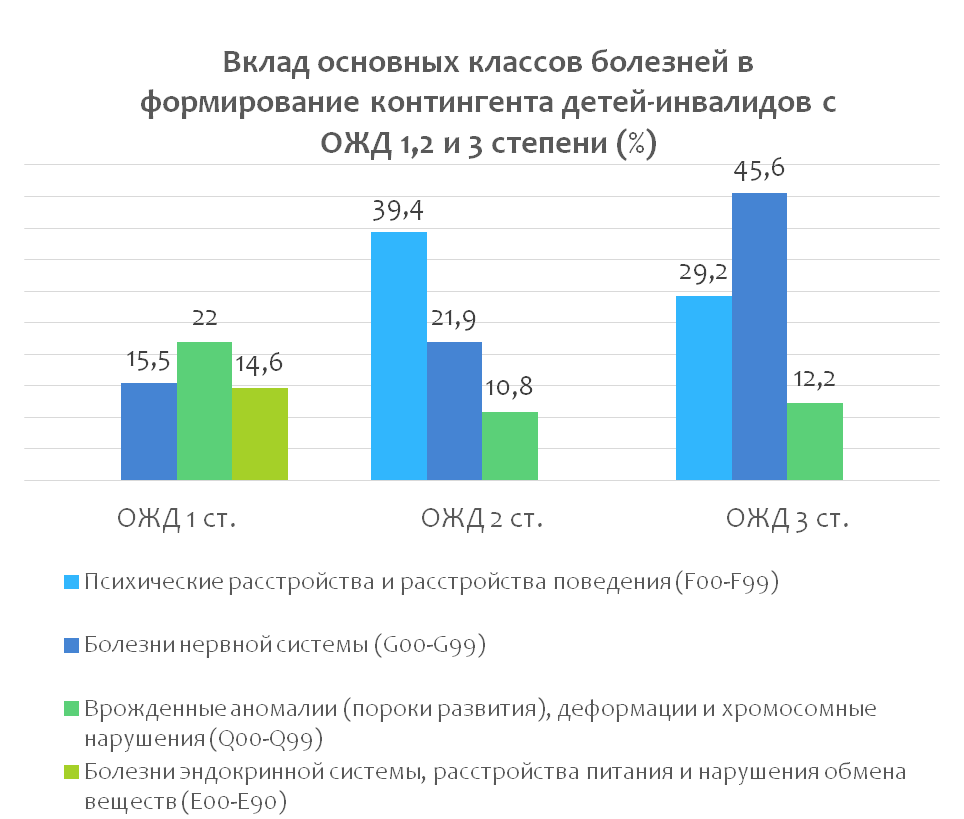 Вклад основных классов болезней в
формирование контингента детей-инвалидов с
ОЖД 1,2 и 3 степени (%)
45,6
39,4
29,2
22
21,9
15,5
14,6
10,8
12,2
ОЖД 1 ст.
ОЖД 2 ст.
ОЖД 3 ст.
Психические расстройства и расстройства поведения (F00-F99)
Болезни нервной системы (G00-G99)
Врожденные аномалии (пороки развития), деформации и хромосомные
нарушения (Q00-Q99)
Болезни эндокринной системы, расстройства питания и нарушения обмена
веществ (E00-E90)